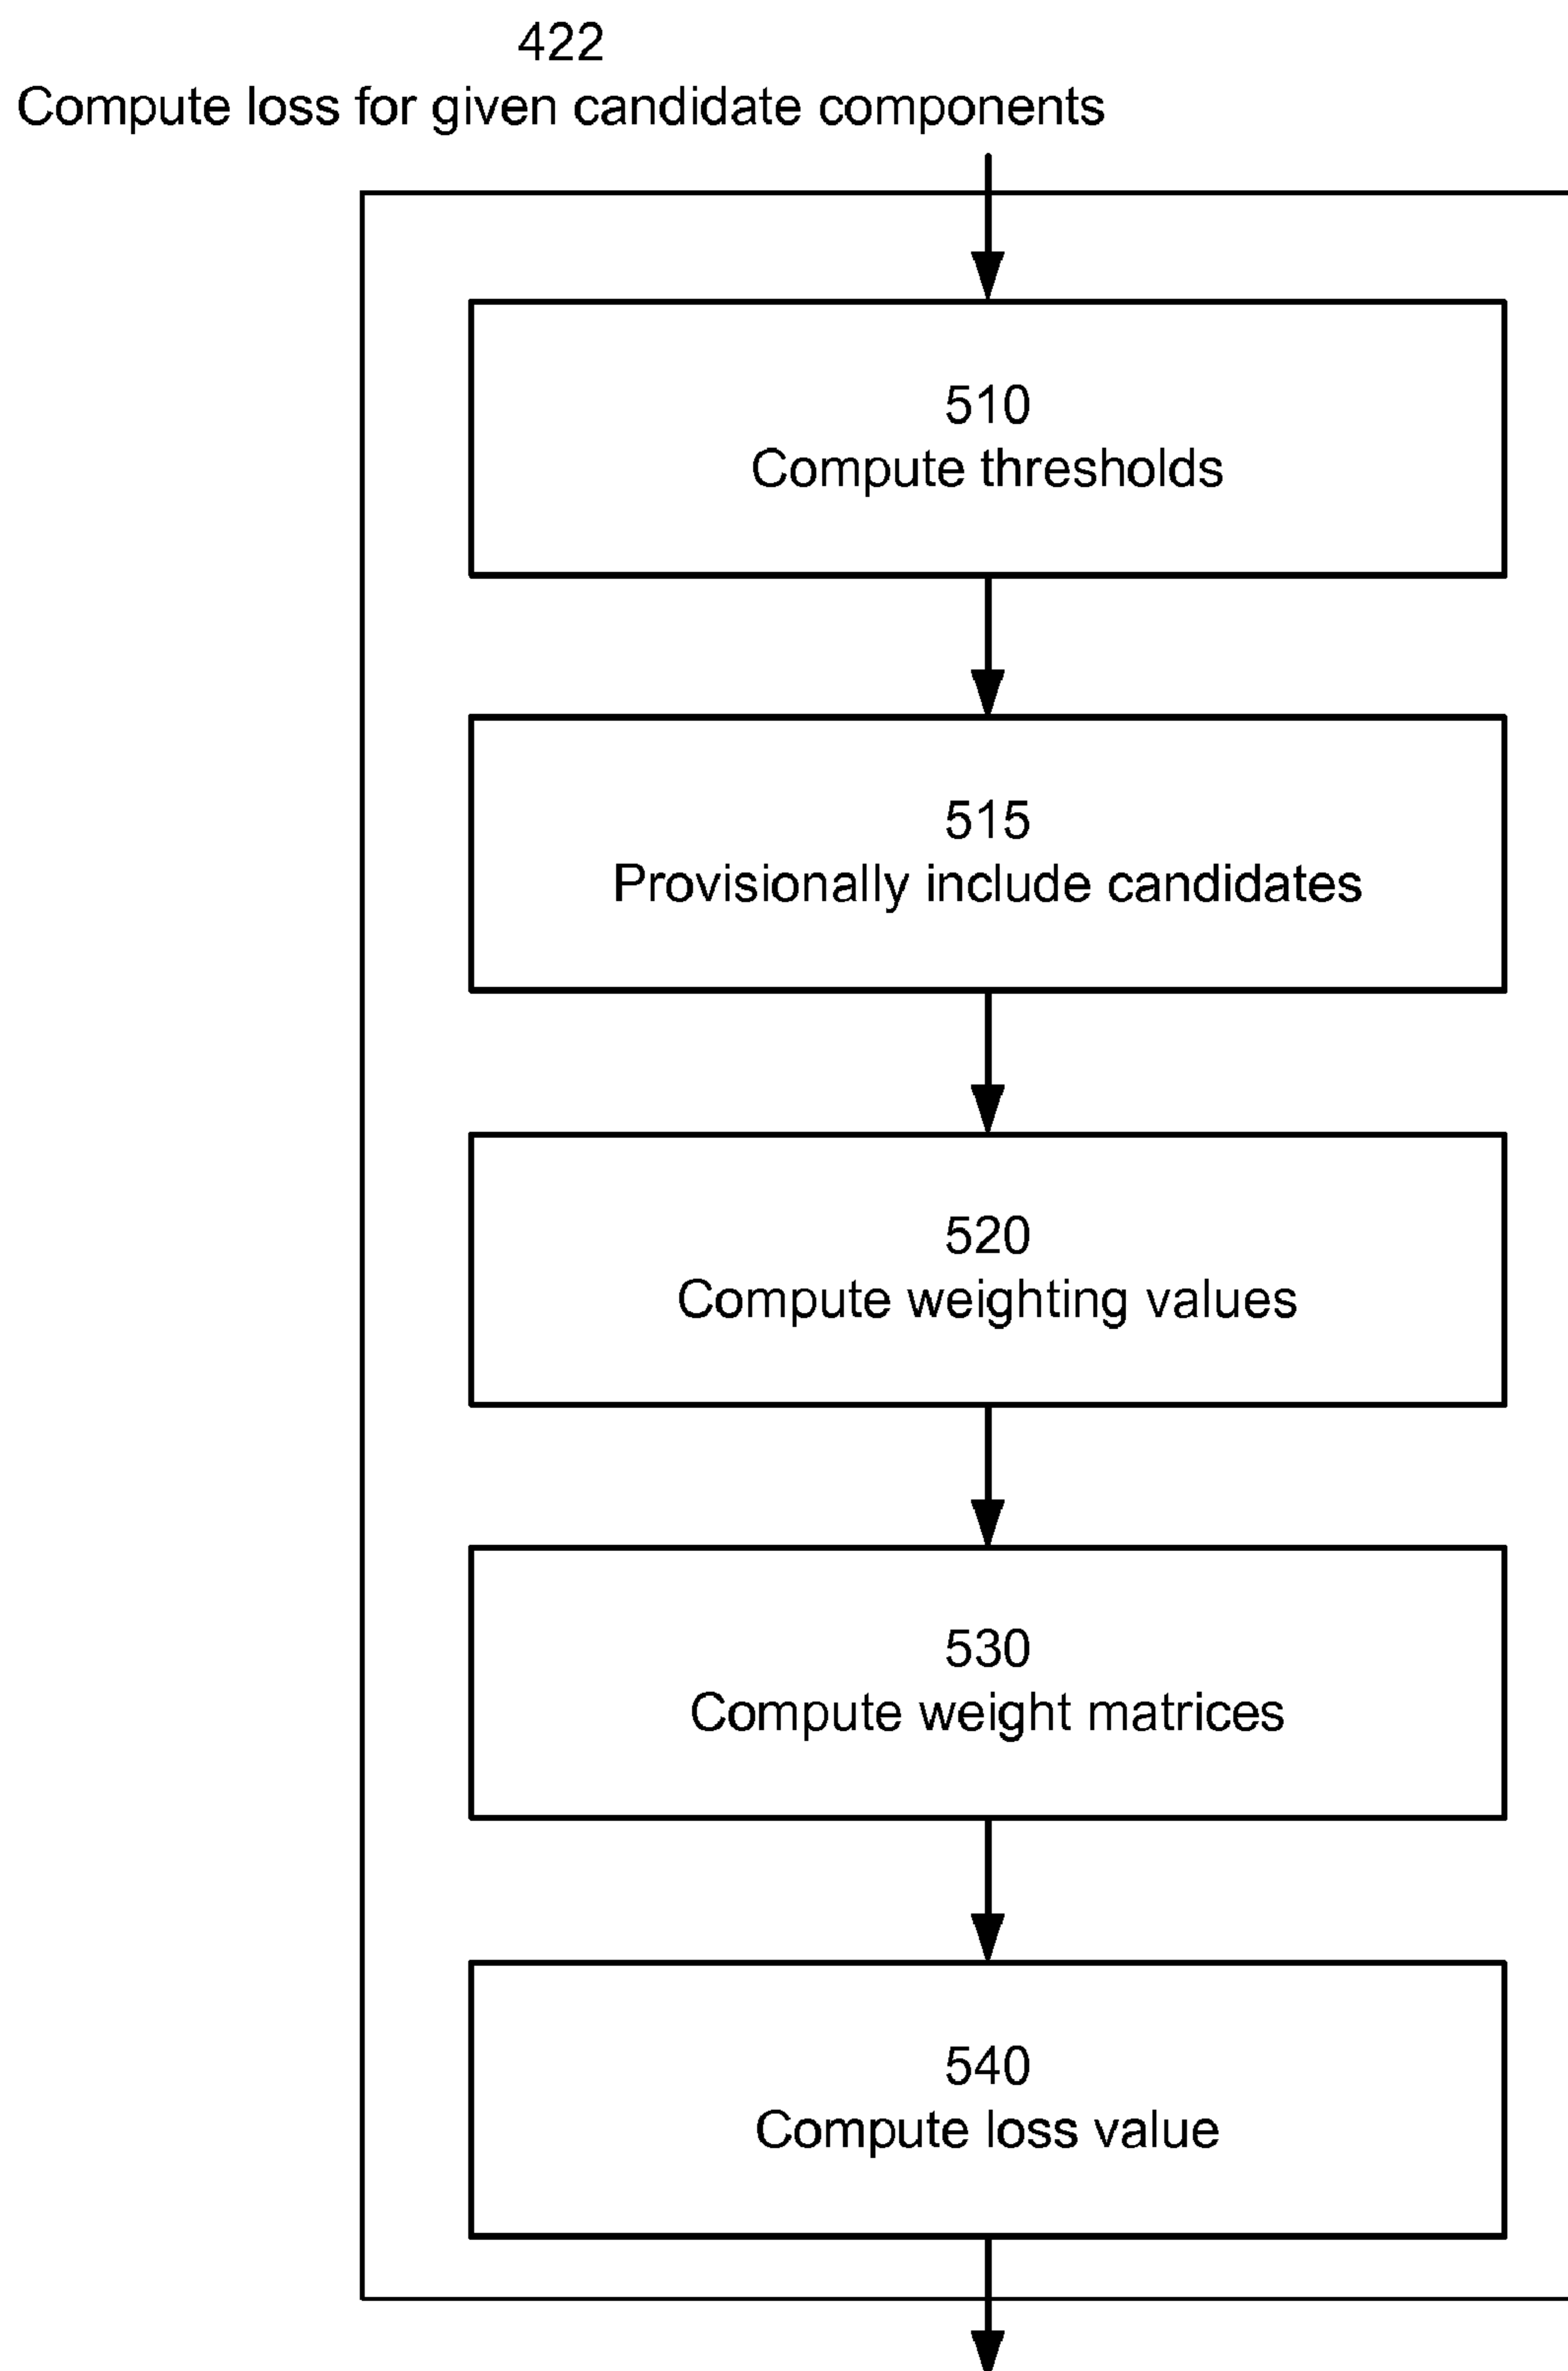 422
Compute loss for given candidate components
510
Compute thresholds
515
Provisionally include candidates
520
Compute weighting values
530
Compute weight matrices
540
Compute loss value